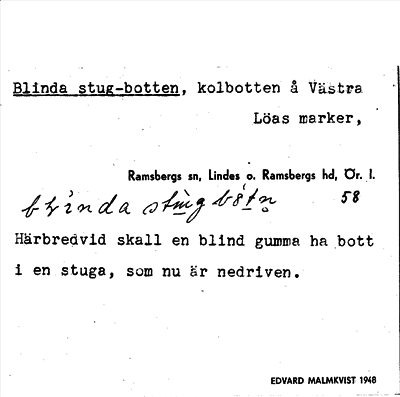 Blinda stug-botten, kolbotten å Västra
Löas marker,
Ramsbergs sn, Lindes o. Ramsbergs hd, Ör. l.
58
Härbredvid skall en blind gumma ha bott
i en stuga, som nu är nedriven.
EDVARD MALMKVIST 1948